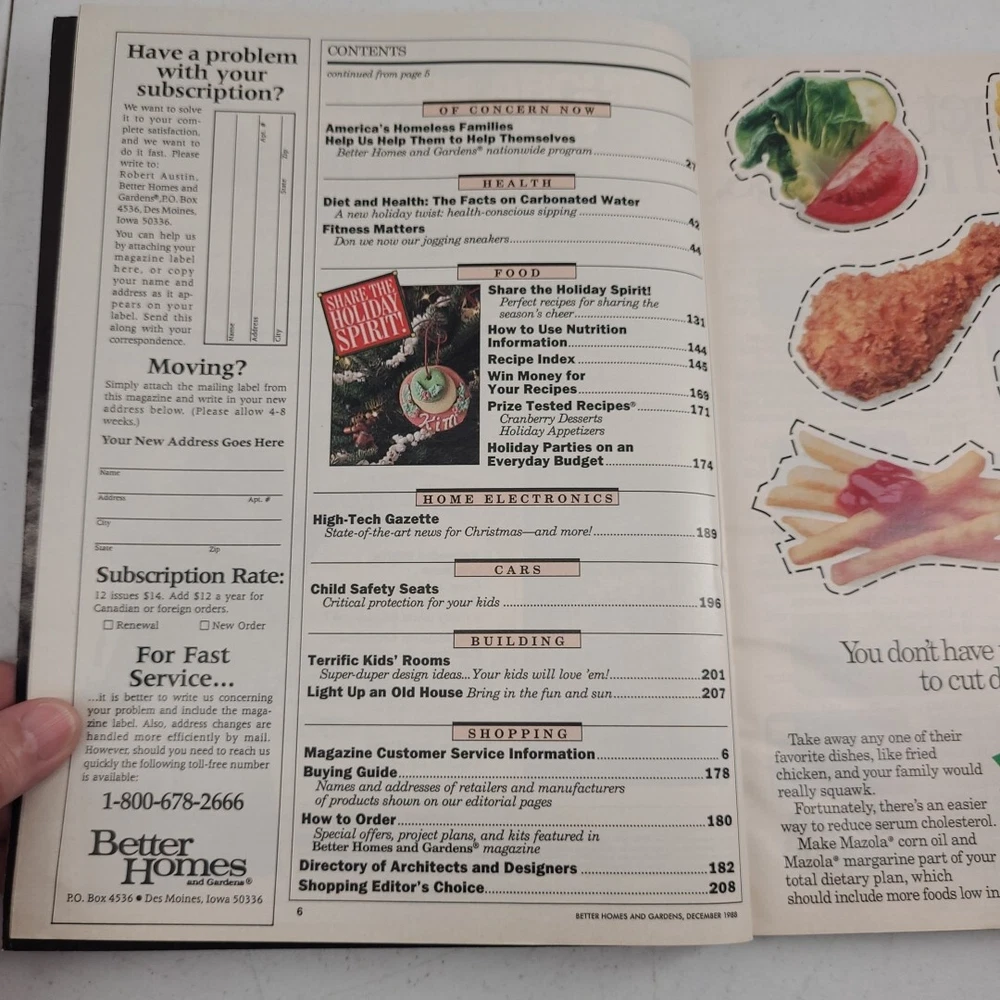 Have a problem
with your
subscription?
We want to solve
it to your com-
plete satisfaction,
and we want to
do it fast. Please
write to:
Robert Austin,
Better Homes and
Gardens®,P.O. Box
4536, Des Moines,
Iowa 50336.
You can help us
by attaching your
magazine label
here, or copy
your name and
address as it ap-
pears on your
label. Send this
along with your
correspondence.
Name
Address
Apt. #
City
State
Zip
Moving?
Simply attach the mailing label from
this magazine and write in your new
address below. (Please allow 4-8
weeks.)
Your New Address Goes Here
Name
Address Apt. #
City
State Zip
Subscription Rate:
12 issues $14. Add $12 a year for
Canadian or foreign orders.
☐ Renewal ☐ New Order
For Fast
Service...
...it is better to write us concerning
your problem and include the maga-
zine label. Also, address changes are
handled more efficiently by mail.
However, should you need to reach us
quickly the following toll-free number
is available:
1-800-678-2666
Better
Homes
and Gardens®
P.O. Box 4536 ● Des Moines, Iowa 50336
CONTENTS
continued from page 5
OF CONCERN NOW
America's Homeless Families
Help Us Help Them to Help Themselves
Better Homes and Gardens® nationwide program 27
HEALTH
Diet and Health: The Facts on Carbonated Water
A new holiday twist: health-conscious sipping 42
Fitness Matters
Don we now our jogging sneakers 44
FOOD
SHARE THE
HOLIDAY
SPIRIT!
Kim
Share the Holiday Spirit!
Perfect recipes for sharing the
season's cheer 131
How to Use Nutrition
Information 144
Recipe Index 145
Win Money for
Your Recipes 169
Prize Tested Recipes® 171
Cranberry Desserts
Holiday Appetizers
Holiday Parties on an
Everyday Budget 174
HOME ELECTRONICS
High-Tech Gazette
State-of-the-art news for Christmas—and more! 189
CARS
Child Safety Seats
Critical protection for your kids 196
BUILDING
Terrific Kids' Rooms
Super-duper design ideas...Your kids will love 'em! 201
Light Up an Old House Bring in the fun and sun 207
SHOPPING
Magazine Customer Service Information 6
Buying Guide 178
Names and addresses of retailers and manufacturers
of products shown on our editorial pages
How to Order 180
Special offers, project plans, and kits featured in
Better Homes and Gardens® magazine
Directory of Architects and Designers 182
Shopping Editor's Choice 208
6
BETTER HOMES AND GARDENS, DECEMBER 1988
You don't have
to cut
Take away any one of their
favorite dishes, like fried
chicken, and your family would
really squawk.
Fortunately, there's an easier
way to reduce serum cholesterol.
Make Mazola® corn oil and
Mazola® margarine part of your
total dietary plan, which
should include more foods low in